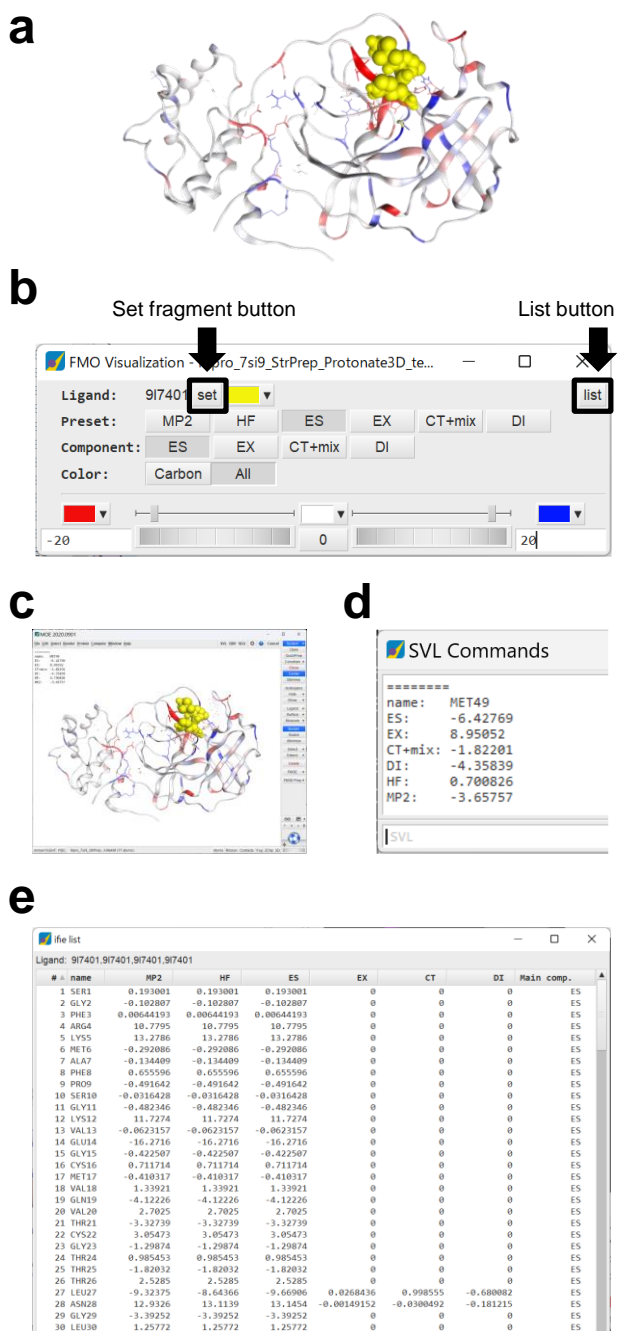 a
b
Set fragment button List button
FMO Visualization - pro_7si9_StrPrep_Protonate3D_te...
Ligand: 9I7401 set list
Preset: MP2 HF ES EX CT+mix DI
Component: ES EX CT+mix DI
Color: Carbon All
-20 0 20
c
d
MOE 2020.0901
SVL Commands
========
name: MET49
ES: -6.42769
EX: 8.95052
CT+mix: -1.82201
DI: -4.35839
HF: 0.700826
MP2: -3.65757
SVL
e
ifie list
Ligand: 9I7401,9I7401,9I7401,9I7401
# name MP2 HF ES EX CT DI Main comp.
1 SER1 0.193001 0.193001 0.193001 0 0 0 ES
2 GLY2 -0.102807 -0.102807 -0.102807 0 0 0 ES
3 PHE3 0.00644193 0.00644193 0.00644193 0 0 0 ES
4 ARG4 10.7795 10.7795 10.7795 0 0 0 ES
5 LYS5 13.2786 13.2786 13.2786 0 0 0 ES
6 MET6 -0.292086 -0.292086 -0.292086 0 0 0 ES
7 ALA7 -0.134409 -0.134409 -0.134409 0 0 0 ES
8 PHE8 0.655596 0.655596 0.655596 0 0 0 ES
9 PRO9 -0.491642 -0.491642 -0.491642 0 0 0 ES
10 SER10 -0.0316428 -0.0316428 -0.0316428 0 0 0 ES
11 GLY11 -0.482346 -0.482346 -0.482346 0 0 0 ES
12 LYS12 11.7274 11.7274 11.7274 0 0 0 ES
13 VAL13 -0.0623157 -0.0623157 -0.0623157 0 0 0 ES
14 GLU14 -16.2716 -16.2716 -16.2716 0 0 0 ES
15 GLY15 -0.422507 -0.422507 -0.422507 0 0 0 ES
16 CYS16 0.711714 0.711714 0.711714 0 0 0 ES
17 MET17 -0.410317 -0.410317 -0.410317 0 0 0 ES
18 VAL18 1.33921 1.33921 1.33921 0 0 0 ES
19 GLN19 -4.12226 -4.12226 -4.12226 0 0 0 ES
20 VAL20 2.7025 2.7025 2.7025 0 0 0 ES
21 THR21 -3.32739 -3.32739 -3.32739 0 0 0 ES
22 CYS22 3.05473 3.05473 3.05473 0 0 0 ES
23 GLY23 -1.29874 -1.29874 -1.29874 0 0 0 ES
24 THR24 0.985453 0.985453 0.985453 0 0 0 ES
25 THR25 -1.82032 -1.82032 -1.82032 0 0 0 ES
26 THR26 2.5285 2.5285 2.5285 0 0 0 ES
27 LEU27 -9.32375 -8.64366 -9.66906 0.0268436 0.998555 -0.680082 ES
28 ASN28 12.9326 13.1139 13.1454 -0.00149152 -0.0300492 -0.181215 ES
29 GLY29 -3.39252 -3.39252 -3.39252 0 0 0 ES
30 LEU30 1.25772 1.25772 1.25772 0 0 0 ES